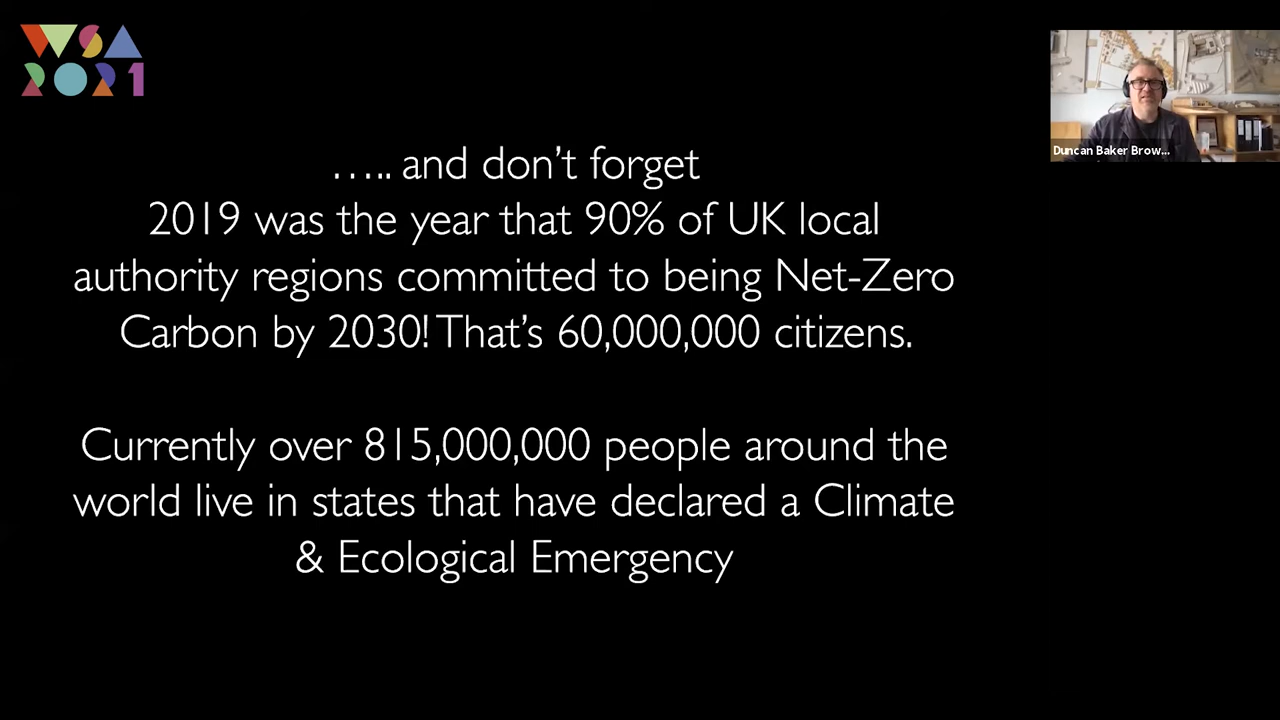 WSA
2021
Duncan Baker Brow...
….. and don't forget
2019 was the year that 90% of UK local
authority regions committed to being Net-Zero
Carbon by 2030! That's 60,000,000 citizens.
Currently over 815,000,000 people around the
world live in states that have declared a Climate
& Ecological Emergency